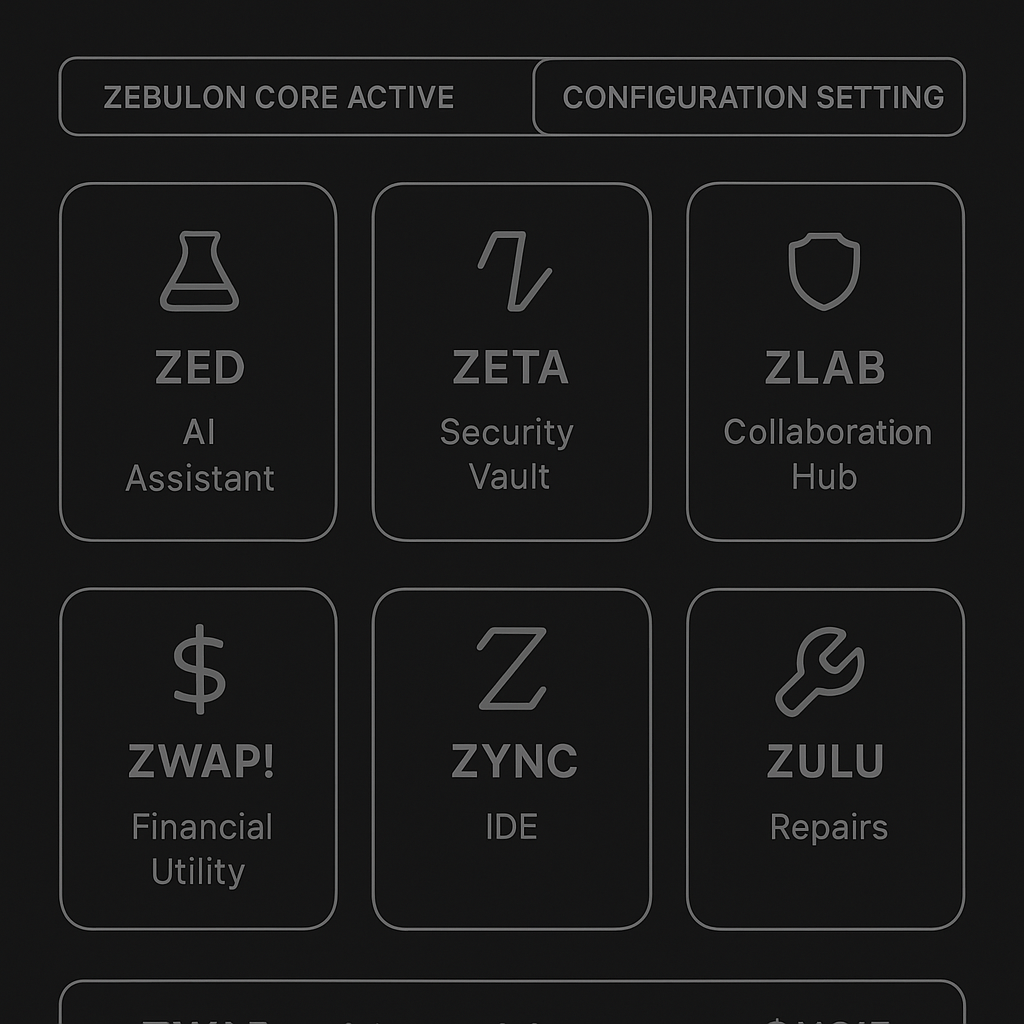 ZEBULON CORE ACTIVE
CONFIGURATION SETTING
ZED
AI
Assistant
ZETA
Security
Vault
ZLAB
Collaboration
Hub
ZWAP!
Financial
Utility
ZYNC
IDE
ZULU
Repairs